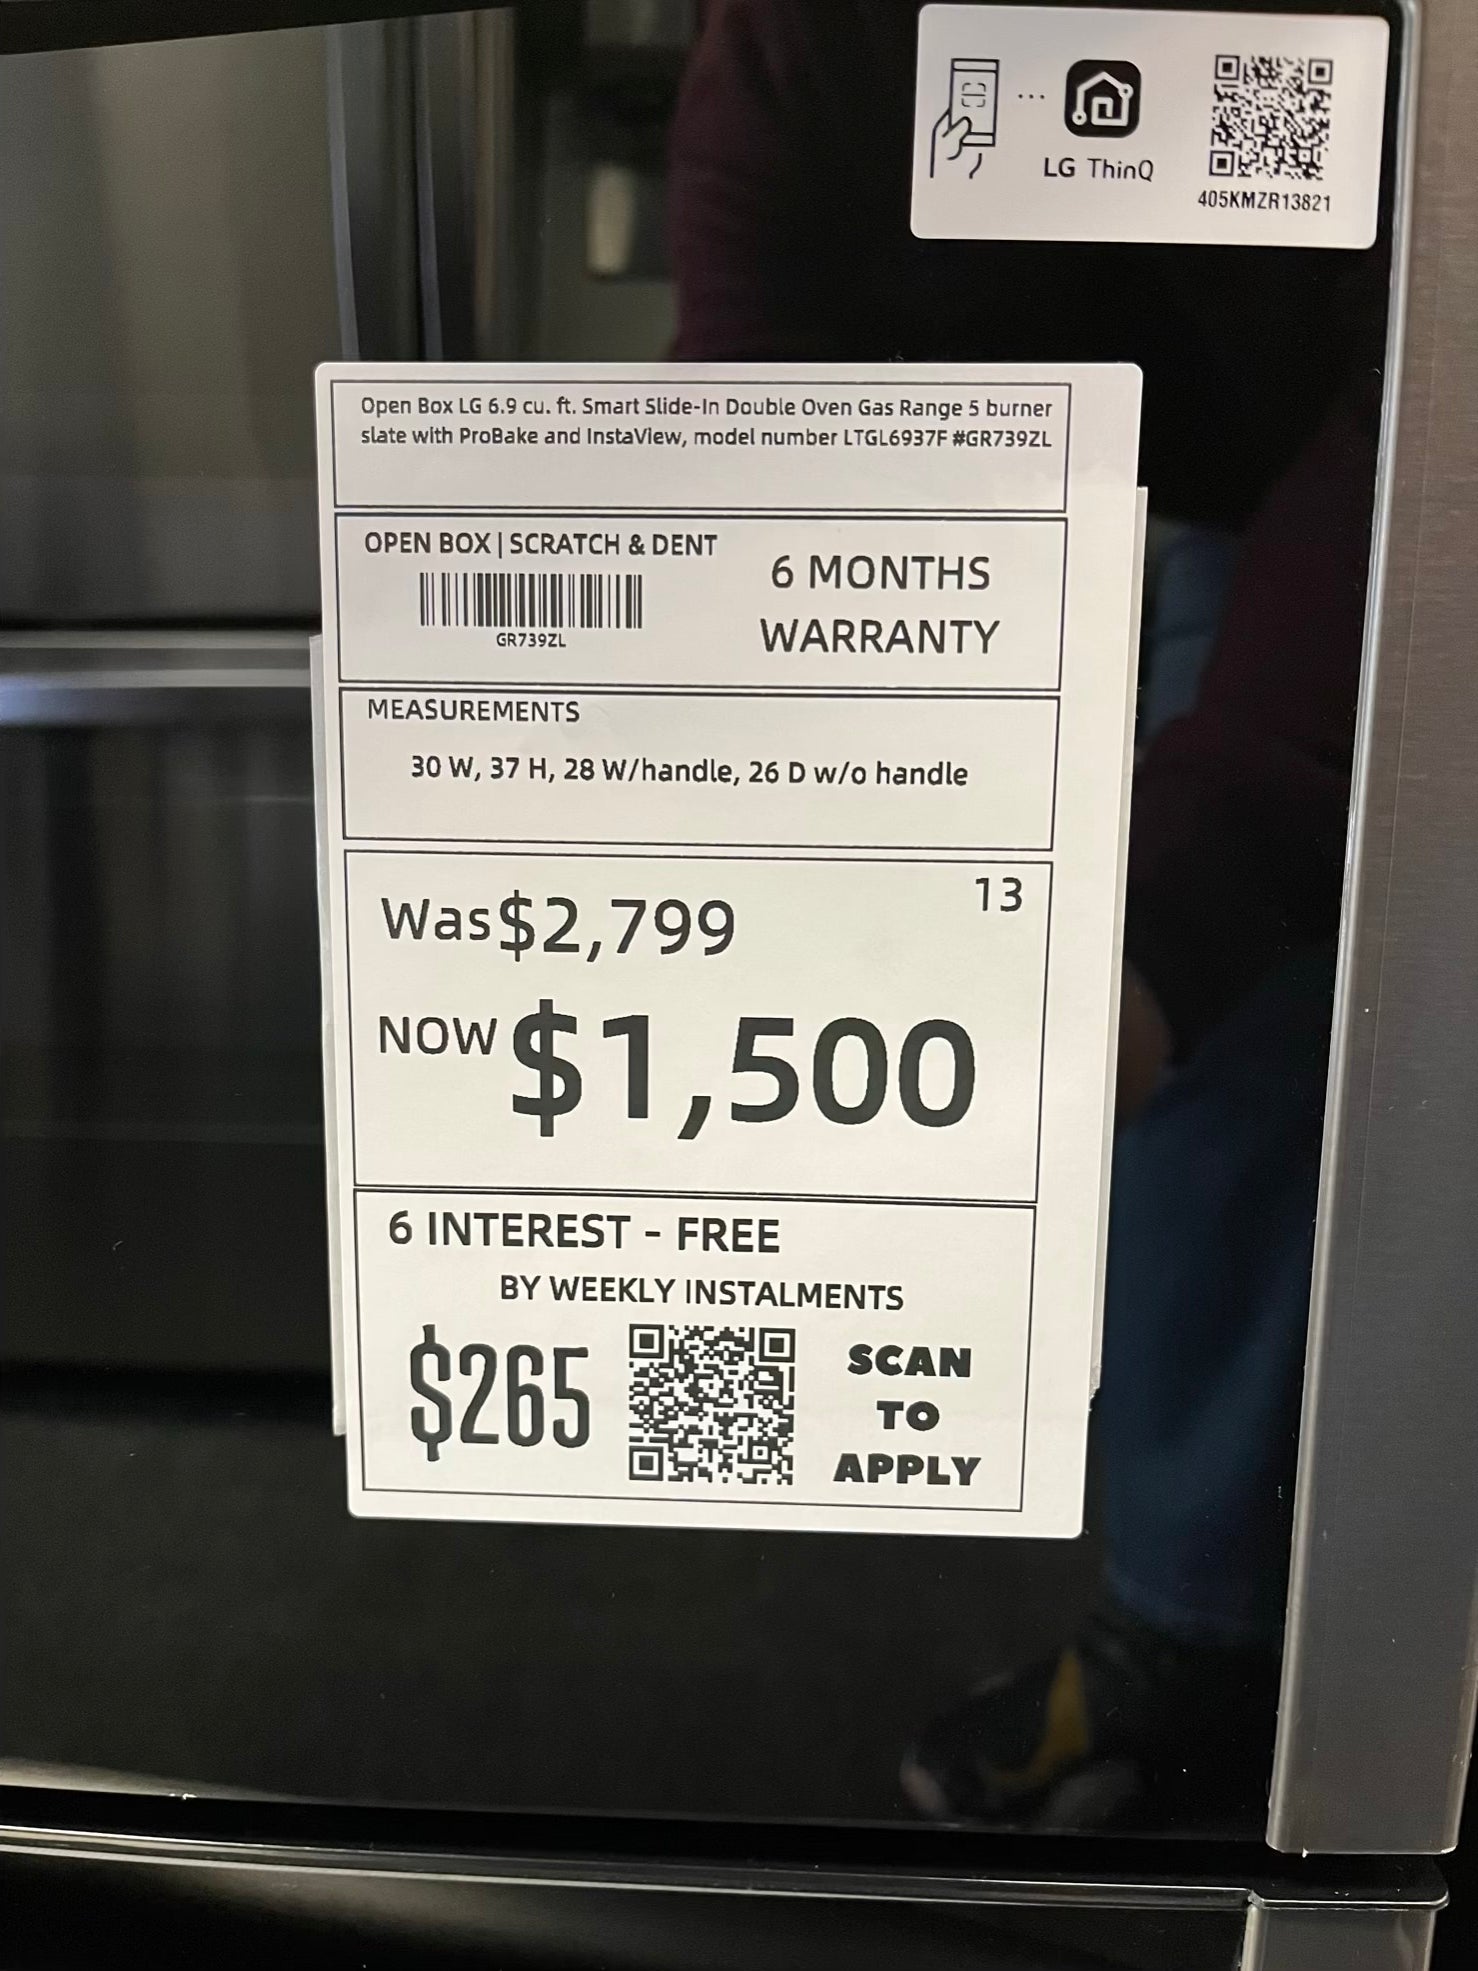 LG ThinQ
405KMZR13821
Open Box LG 6.9 cu. ft. Smart Slide-In Double Oven Gas Range 5 burner
slate with ProBake and InstaView, model number LTGL6937F #GR739ZL
OPEN BOX | SCRATCH & DENT
GR739ZL
6 MONTHS
WARRANTY
MEASUREMENTS
30 W, 37 H, 28 W/handle, 26 D w/o handle
13
Was $2,799
NOW $1,500
6 INTEREST - FREE
BY WEEKLY INSTALMENTS
$265
SCAN
TO
APPLY